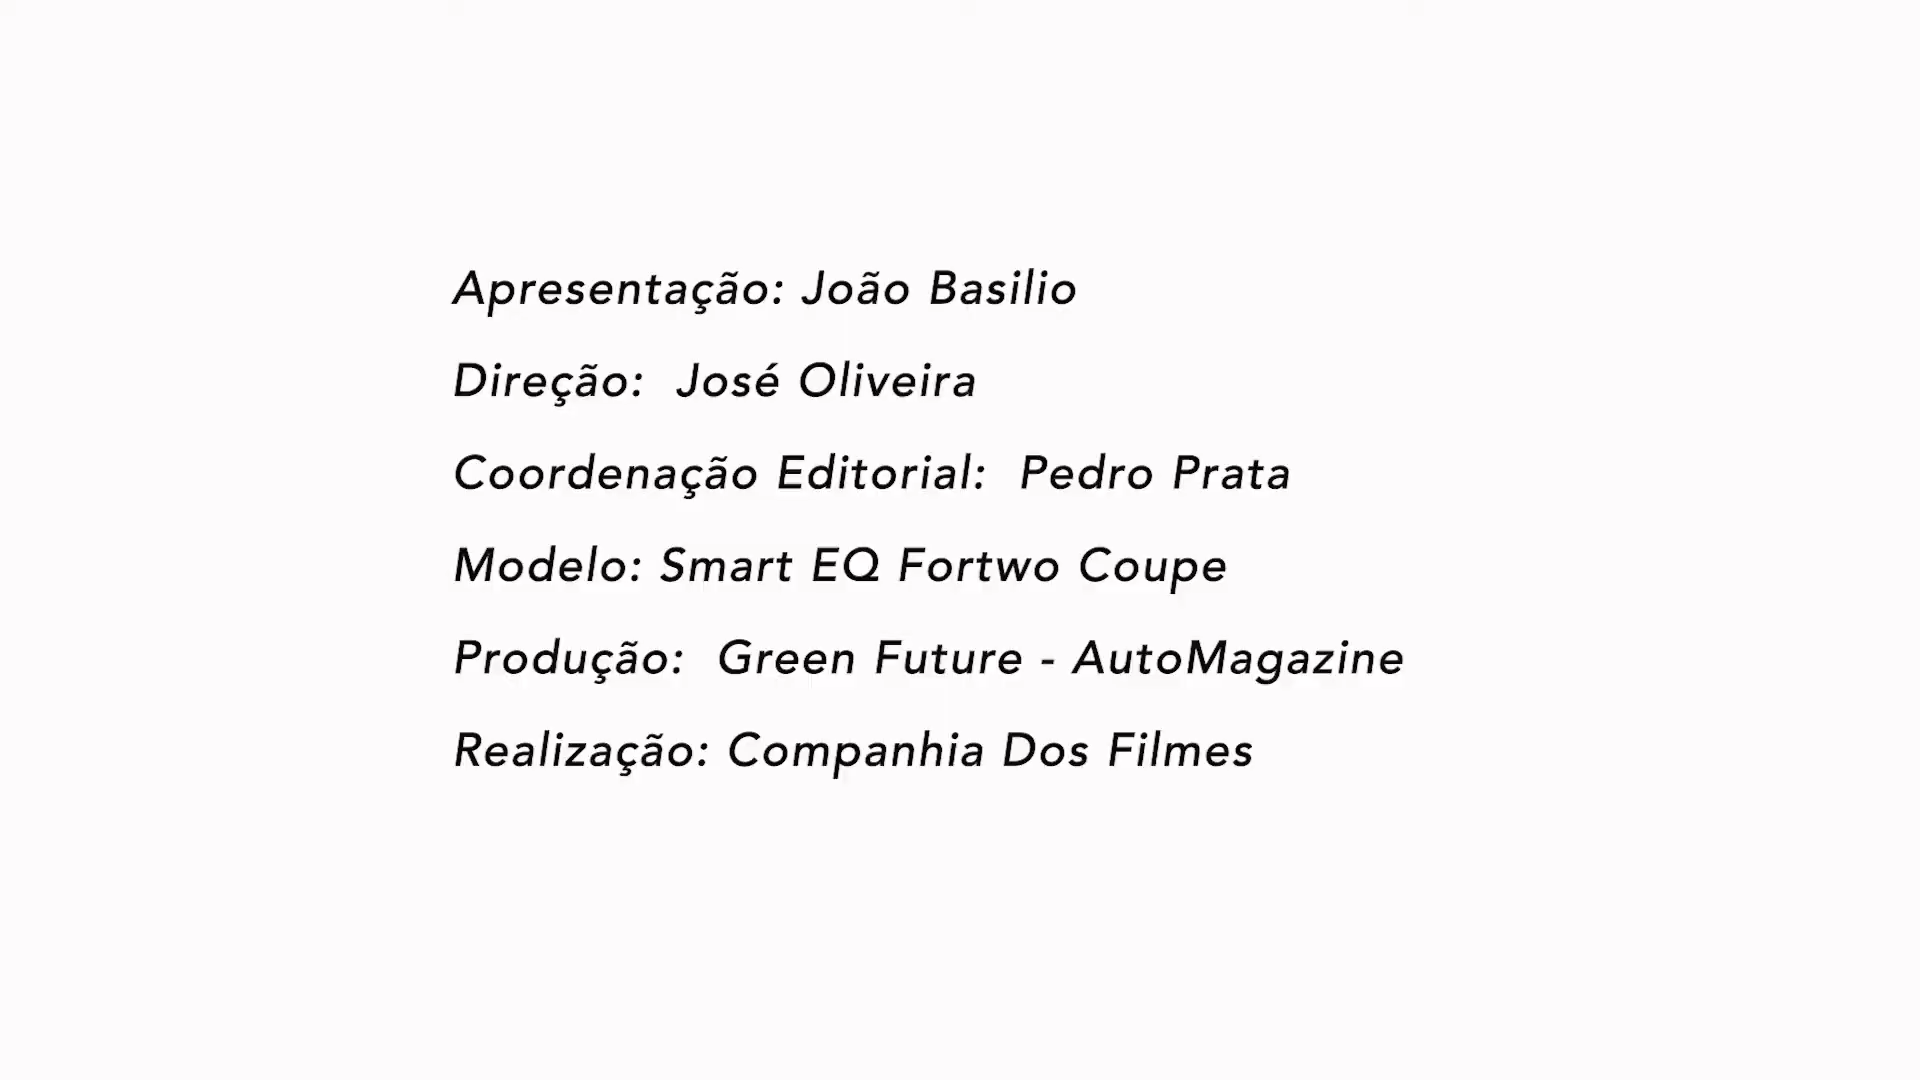 Apresentação: João Basilio
Direção: José Oliveira
Coordenação Editorial: Pedro Prata
Modelo: Smart EQ Fortwo Coupe
Produção: Green Future - AutoMagazine
Realização: Companhia Dos Filmes